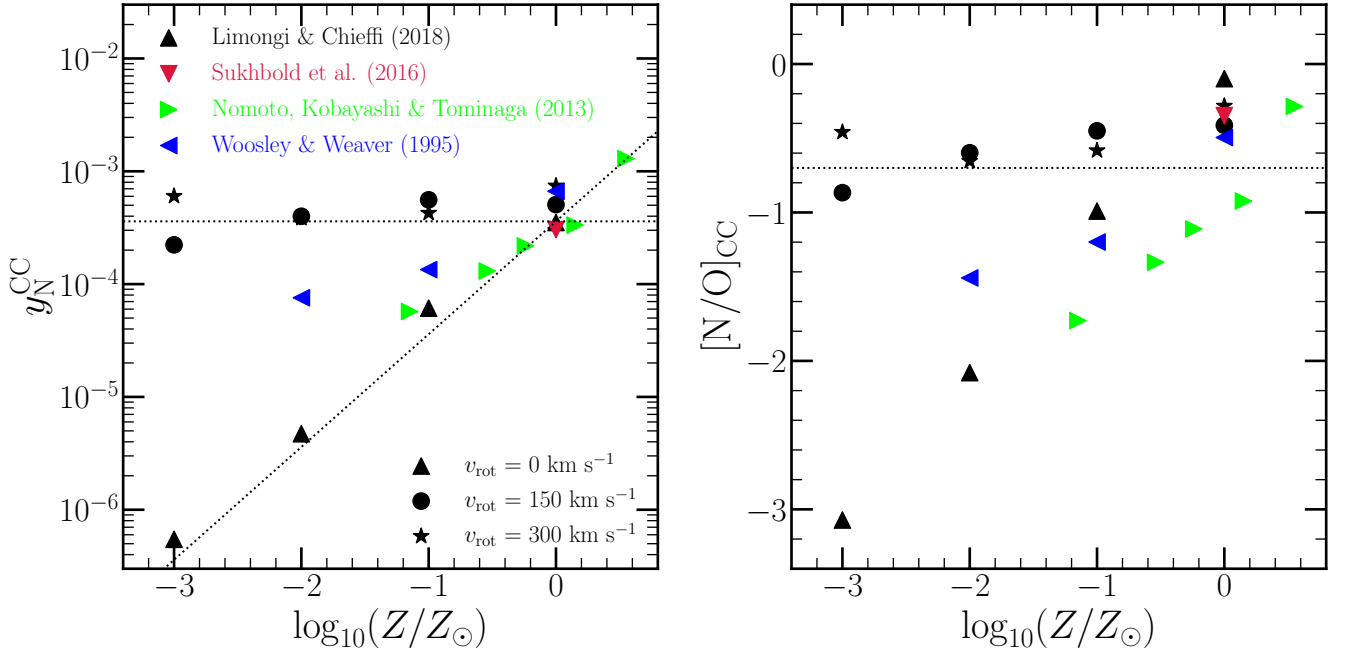 Limongi & Chieffi (2018)
Sukhbold et al. (2016)
Nomoto, Kobayashi & Tominaga (2013)
Woosley & Weaver (1995)
10⁻²
10⁻³
10⁻⁴
10⁻⁵
10⁻⁶
y_N^CC
v_rot = 0 km s⁻¹
v_rot = 150 km s⁻¹
v_rot = 300 km s⁻¹
−3 −2 −1 0
log₁₀(Z/Z⊙)
0
−1
−2
−3
[N/O]_CC
−3 −2 −1 0
log₁₀(Z/Z⊙)